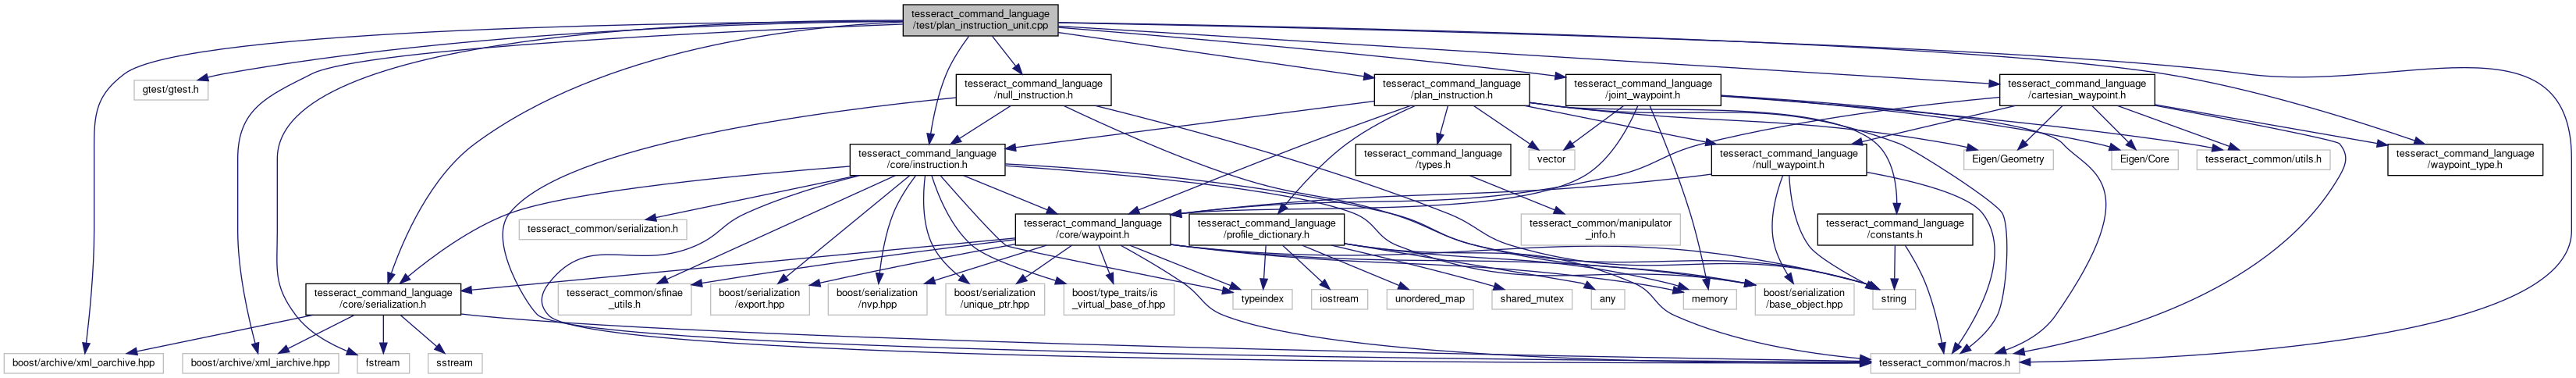 tesseract_command_language
/test/plan_instruction_unit.cpp
gtest/gtest.h
tesseract_command_language
/null_instruction.h
tesseract_command_language
/plan_instruction.h
tesseract_command_language
/joint_waypoint.h
tesseract_command_language
/cartesian_waypoint.h
tesseract_command_language
/core/instruction.h
tesseract_command_language
/types.h
vector
tesseract_command_language
/null_waypoint.h
Eigen/Geometry
Eigen/Core
tesseract_common/utils.h
tesseract_command_language
/waypoint_type.h
tesseract_common/serialization.h
tesseract_command_language
/core/waypoint.h
tesseract_command_language
/profile_dictionary.h
tesseract_common/manipulator
_info.h
tesseract_command_language
/constants.h
tesseract_command_language
/core/serialization.h
tesseract_common/sfinae
_utils.h
boost/serialization
/export.hpp
boost/serialization
/nvp.hpp
boost/serialization
/unique_ptr.hpp
boost/type_traits/is
_virtual_base_of.hpp
typeindex
iostream
unordered_map
shared_mutex
any
memory
boost/serialization
/base_object.hpp
string
boost/archive/xml_oarchive.hpp
boost/archive/xml_iarchive.hpp
fstream
sstream
tesseract_common/macros.h